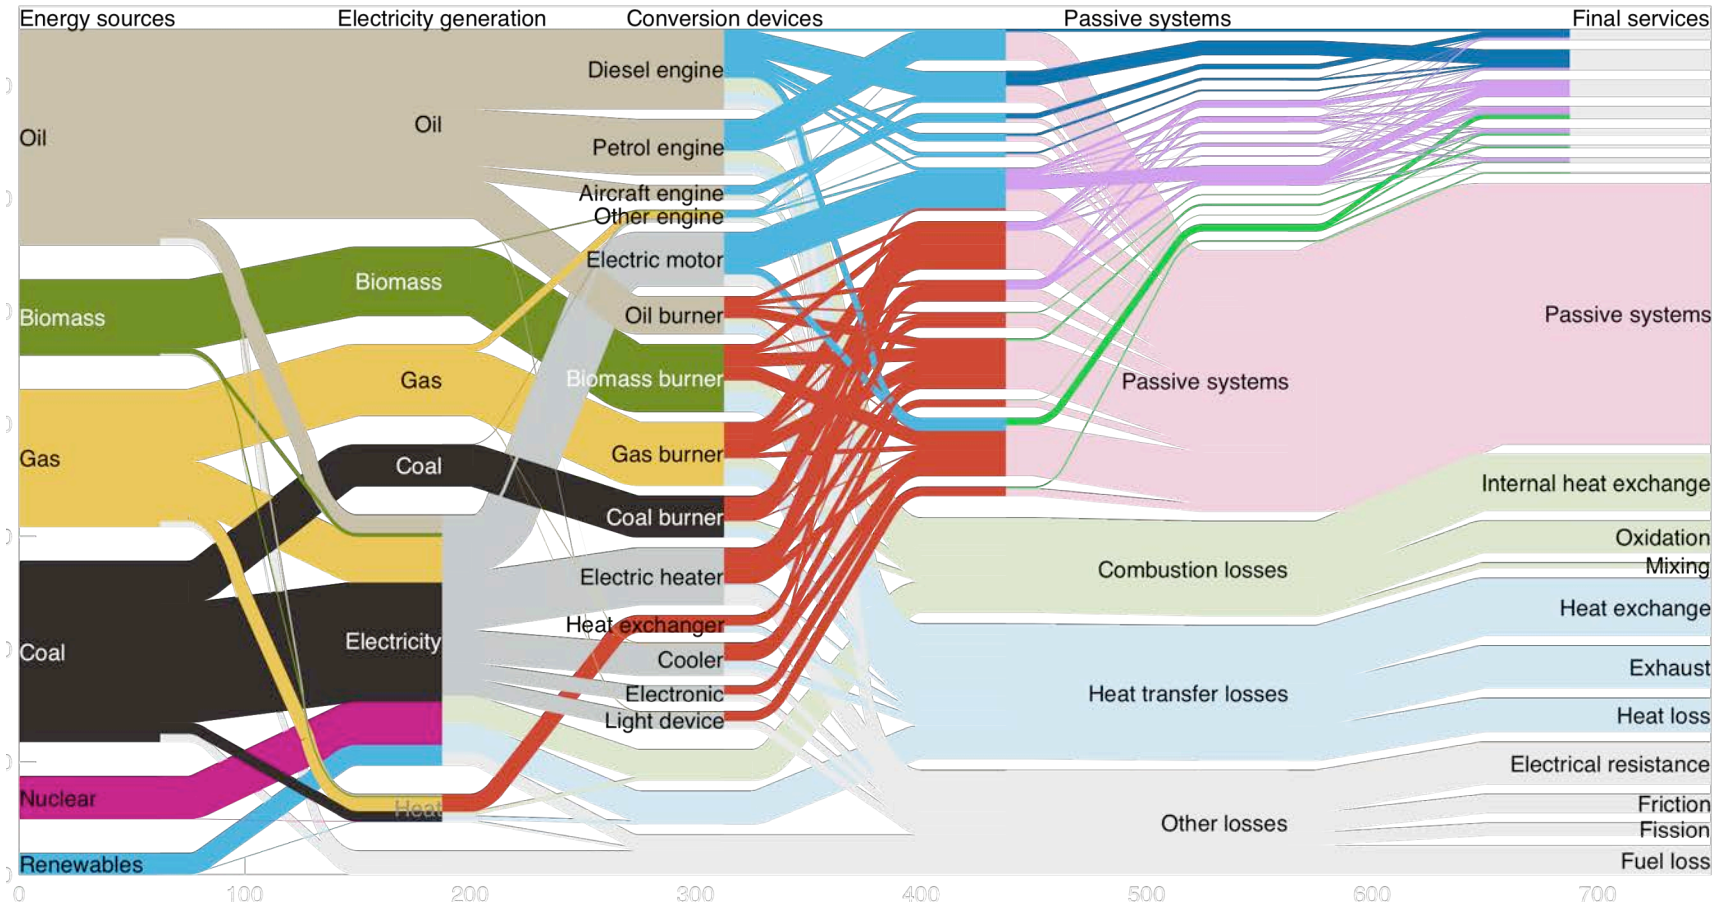 Energy sources
Electricity generation
Conversion devices
Passive systems
Final services
Oil
Biomass
Gas
Coal
Nuclear
Renewables
Oil
Biomass
Gas
Coal
Electricity
Heat
Diesel engine
Petrol engine
Aircraft engine
Other engine
Electric motor
Oil burner
Biomass burner
Gas burner
Coal burner
Electric heater
Heat exchanger
Cooler
Electronic
Light device
Passive systems
Combustion losses
Heat transfer losses
Other losses
Passive systems
Internal heat exchange
Oxidation
Mixing
Heat exchange
Exhaust
Heat loss
Electrical resistance
Friction
Fission
Fuel loss
0 100 200 300 400 500 600 700